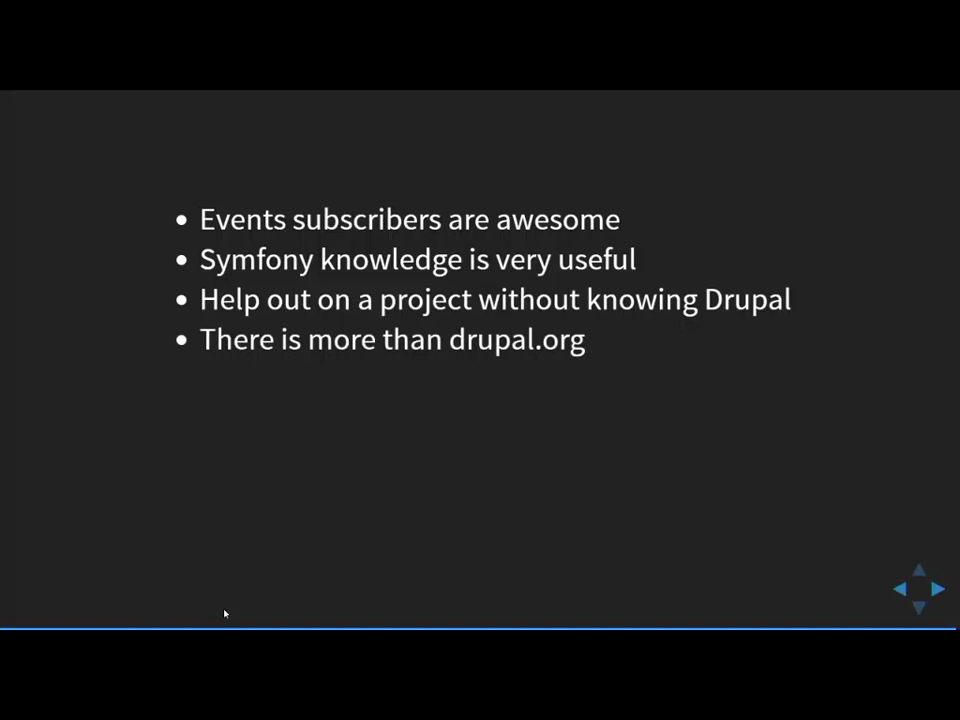 • Events subscribers are awesome
• Symfony knowledge is very useful
• Help out on a project without knowing Drupal
• There is more than drupal.org